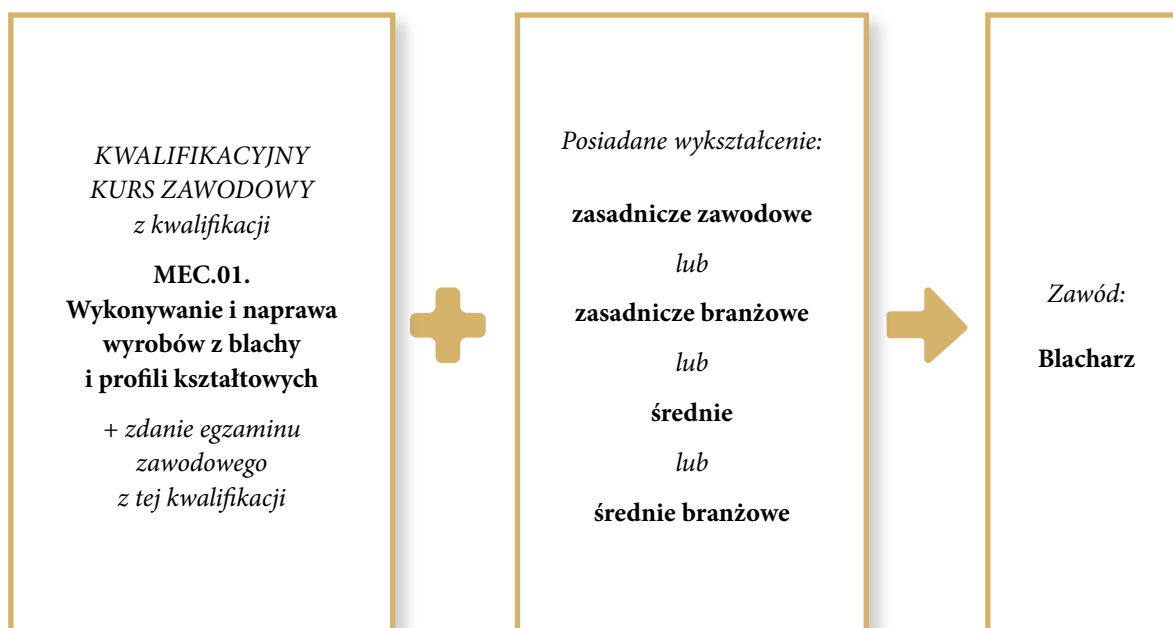 KWALIFIKACYJNY
KURS ZAWODOWY
z kwalifikacji
MEC.01.
Wykonywanie i naprawa
wyrobów z blachy
i profili kształtowych
+ zdanie egzaminu
zawodowego
z tej kwalifikacji
Posiadane wykształcenie:
zasadnicze zawodowe
lub
zasadnicze branżowe
lub
średnie
lub
średnie branżowe
Zawód:
Blacharz